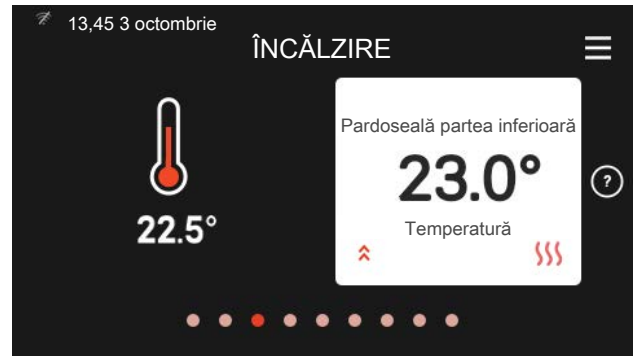 13,45 3 octombrie
ÎNCĂLZIRE
Pardoseală partea inferioară
23.0°
Temperatură
22.5°
?